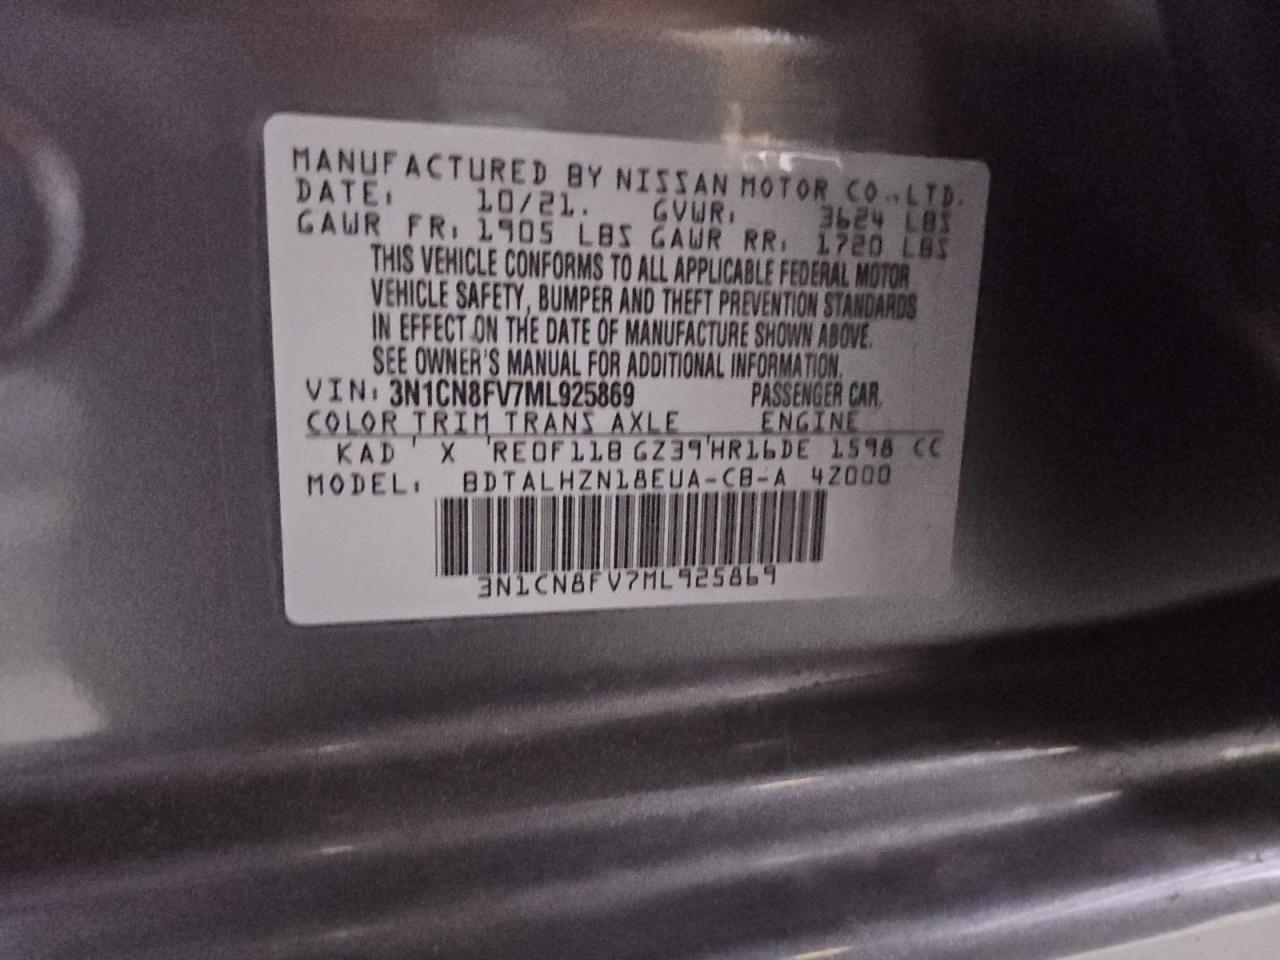 MANUFACTURED BY NISSAN MOTOR CO.,LTD.
DATE: 10/21. GVWR: 3624 LBS
GAWR FR: 1905 LBS GAWR RR: 1720 LBS
THIS VEHICLE CONFORMS TO ALL APPLICABLE FEDERAL MOTOR
VEHICLE SAFETY, BUMPER AND THEFT PREVENTION STANDARDS
IN EFFECT ON THE DATE OF MANUFACTURE SHOWN ABOVE.
SEE OWNER'S MANUAL FOR ADDITIONAL INFORMATION.
VIN: 3N1CN8FV7ML925869 PASSENGER CAR.
COLOR TRIM TRANS AXLE ENGINE
KAD ' X 'RE0F11B GZ39'HR16DE 1598 CC
MODEL: BDTALHZN18EUA-CB-A 42000
3N1CN8FV7ML925869